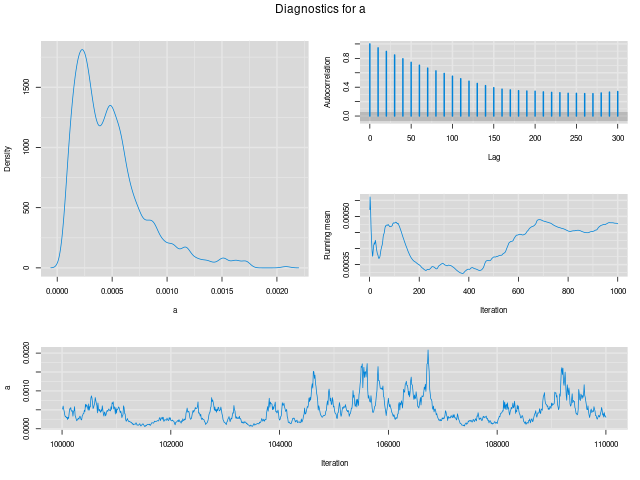 Diagnostics for a
Density
0 500 1000 1500
0.0000 0.0005 0.0010 0.0015 0.0020
a
Autocorrelation
0.0 0.4 0.8
0 50 100 150 200 250 300
Lag
Running mean
0.00035 0.00050
0 200 400 600 800 1000
Iteration
a
0.0000 0.0010 0.0020
100000 102000 104000 106000 108000 110000
Iteration